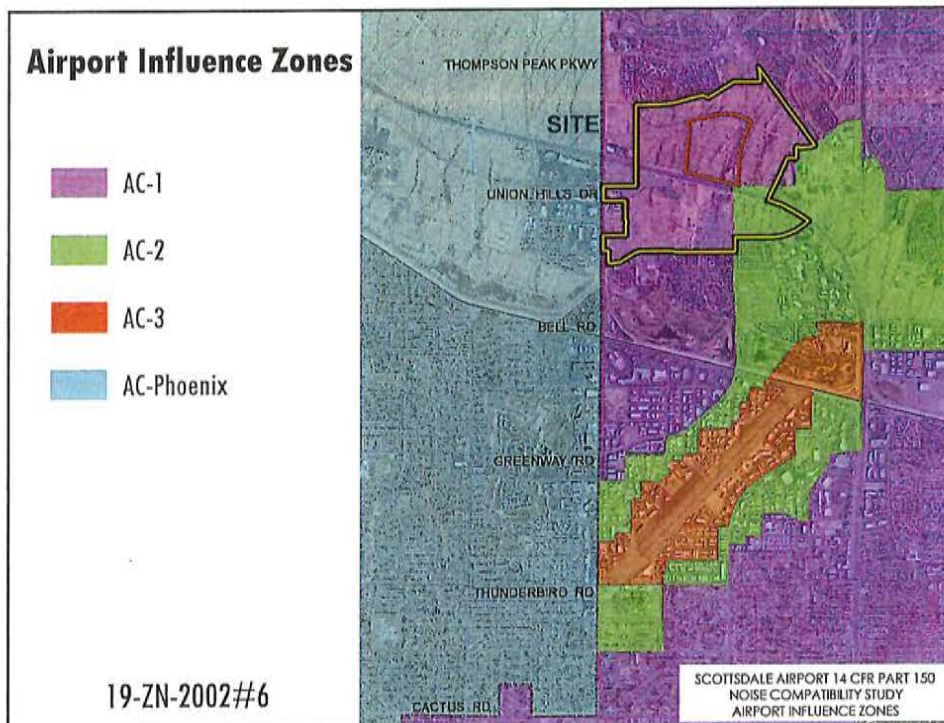 Airport Influence Zones
AC-1
AC-2
AC-3
AC-Phoenix
19-ZN-2002#6
THOMPSON PEAK PKWY
SITE
UNION HILLS DR
BELL RD
GREENWAY RD
THUNDERBIRD RD
CACTUS RD
SCOTTSDALE AIRPORT 14 CFR PART 150
NOISE COMPATIBILITY STUDY
AIRPORT INFLUENCE ZONES